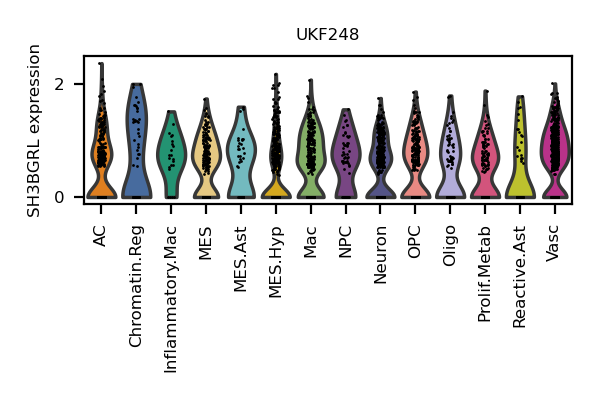 UKF248
SH3BGRL expression
2
0
AC
Chromatin.Reg
Inflammatory.Mac
MES
MES.Ast
MES.Hyp
Mac
NPC
Neuron
OPC
Oligo
Prolif.Metab
Reactive.Ast
Vasc